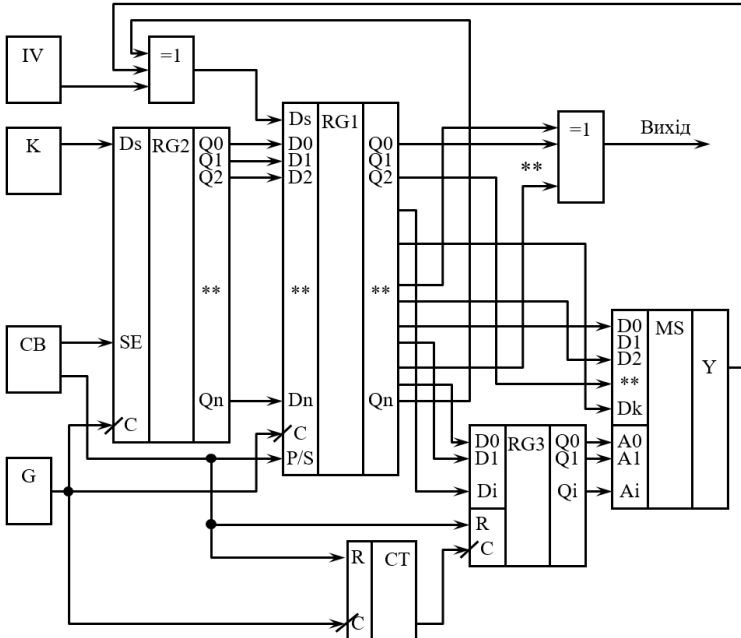 IV
=1
K
Ds
RG2
Q0
Q1
Q2
**
SE
Qn
C
Ds
RG1
D0
D1
D2
Q0
Q1
Q2
**
**
Dn
Qn
C
P/S
=1
**
Вихід
СВ
G
D0
MS
D1
D2
**
Dk
Y
A0
A1
Ai
D0
RG3
Q0
D1
Q1
Di
Qi
R
C
R
CT
C